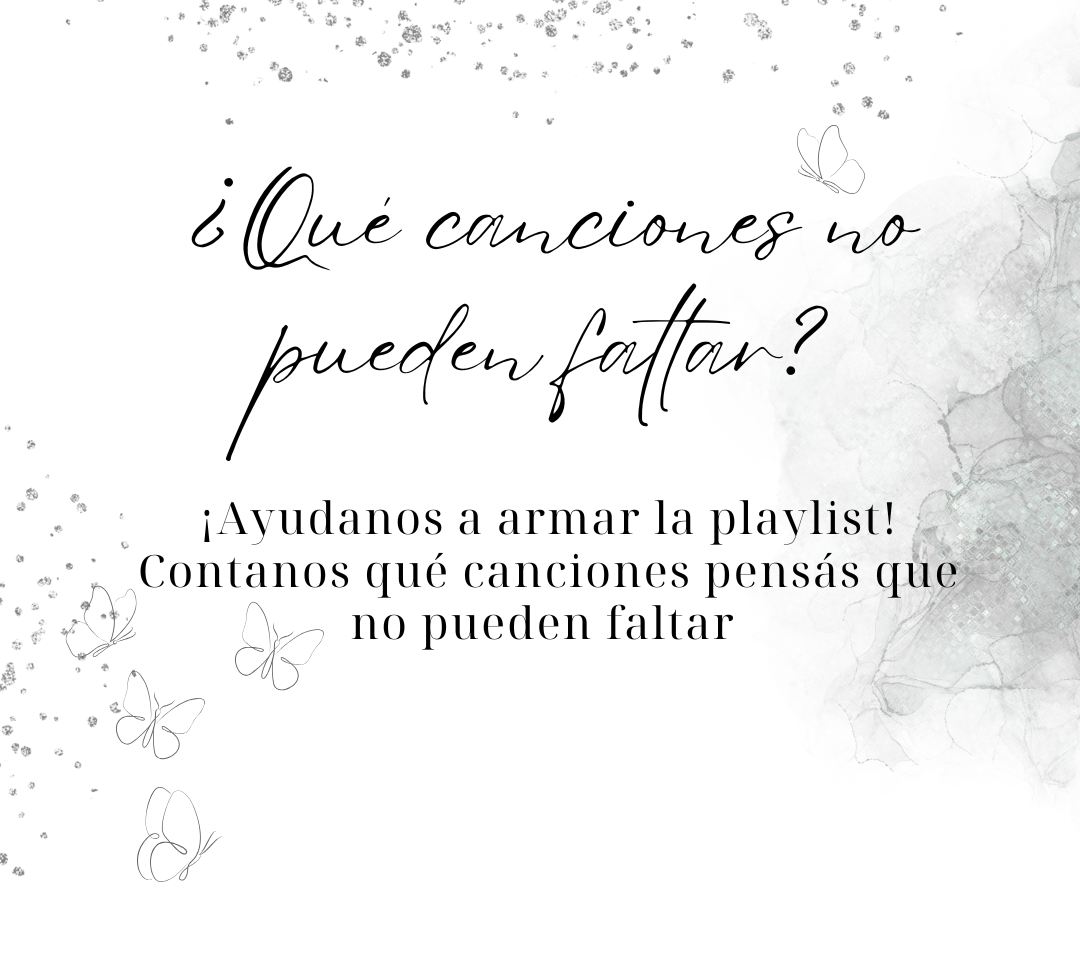 ¿Qué canciones no
pueden faltar?
¡Ayudanos a armar la playlist!
Contanos qué canciones pensás que
no pueden faltar